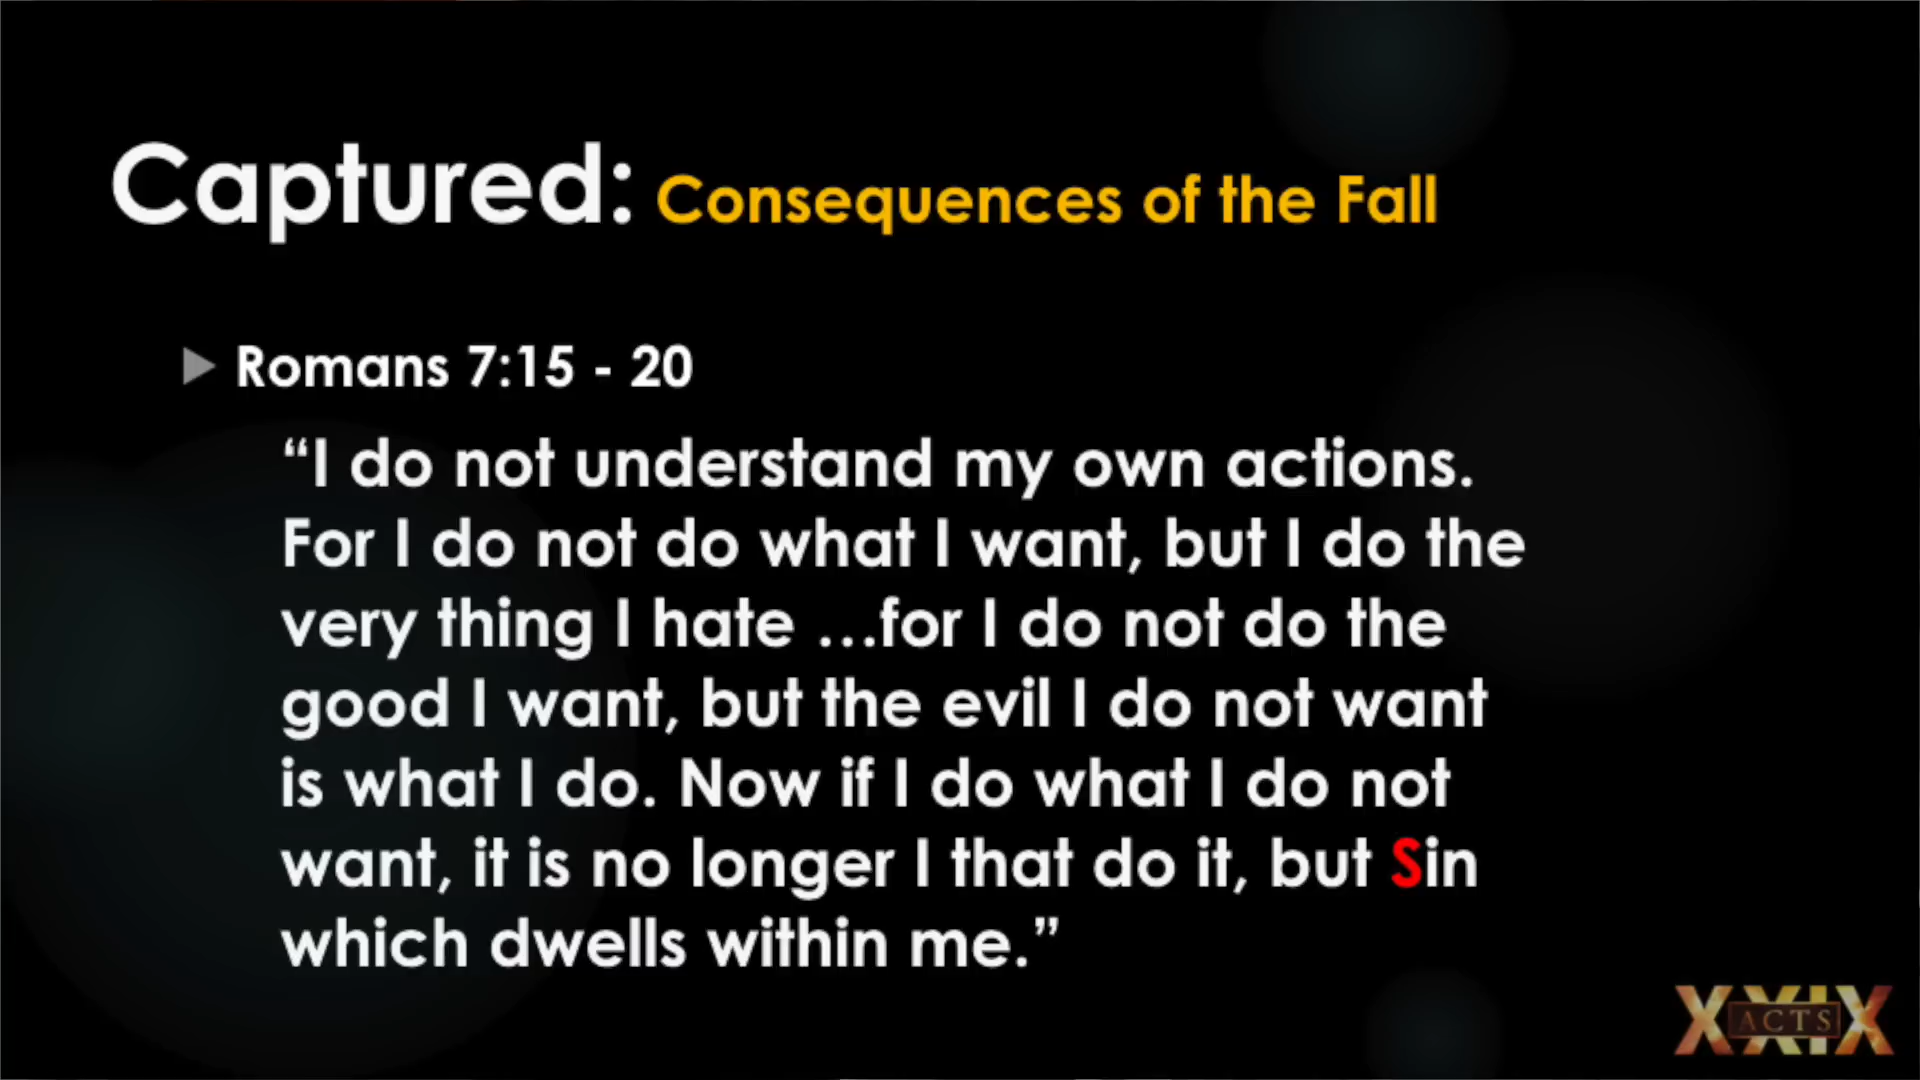 Captured: Consequences of the Fall
Romans 7:15 - 20
“I do not understand my own actions.
For I do not do what I want, but I do the
very thing I hate …for I do not do the
good I want, but the evil I do not want
is what I do. Now if I do what I do not
want, it is no longer I that do it, but Sin
which dwells within me.”
XXIX
ACTS